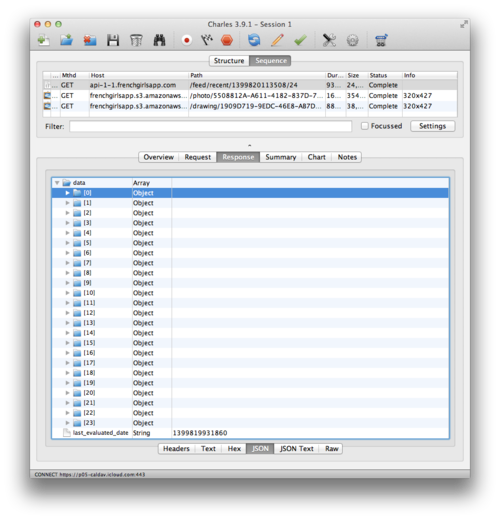 Charles 3.9.1 - Session 1
Structure Sequence
... Mthd Host Path Dur... Size Status Complete Info
GET api-1-1.frenchgirlsapp.com /feed/recent/1399820113508/24 93... 24,... Complete
... GET frenchgirlsapp.s3.amazonaws... /photo/5508812A-A611-4182-837D-7... 16... 354... Complete 320x427
... GET frenchgirlsapp.s3.amazonaws... /drawing/1909D719-9EDC-46E8-AB7D... 88... 38,... Complete 320x427
Filter: Focussed Settings
Overview Request Response Summary Chart Notes
data Array
[0] Object
[1] Object
[2] Object
[3] Object
[4] Object
[5] Object
[6] Object
[7] Object
[8] Object
[9] Object
[10] Object
[11] Object
[12] Object
[13] Object
[14] Object
[15] Object
[16] Object
[17] Object
[18] Object
[19] Object
[20] Object
[21] Object
[22] Object
[23] Object
last_evaluated_date String 1399819931860
Headers Text Hex JSON JSON Text Raw
CONNECT https://p05-caldav.icloud.com:443